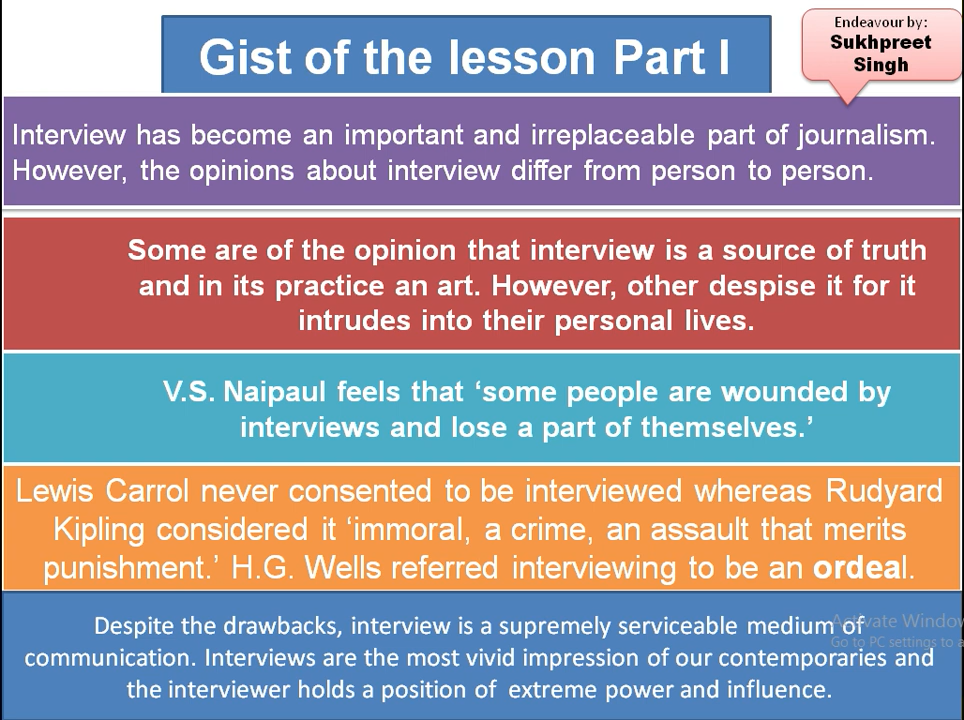 Gist of the lesson Part I
Endeavour by:
Sukhpreet
Singh
Interview has become an important and irreplaceable part of journalism.
However, the opinions about interview differ from person to person.
Some are of the opinion that interview is a source of truth
and in its practice an art. However, other despise it for it
intrudes into their personal lives.
V.S. Naipaul feels that ‘some people are wounded by
interviews and lose a part of themselves.’
Lewis Carrol never consented to be interviewed whereas Rudyard
Kipling considered it ‘immoral, a crime, an assault that merits
punishment.’ H.G. Wells referred interviewing to be an ordeal.
Despite the drawbacks, interview is a supremely serviceable medium of
communication. Interviews are the most vivid impression of our contemporaries and
the interviewer holds a position of extreme power and influence.
Activate Window
Go to PC settings to a